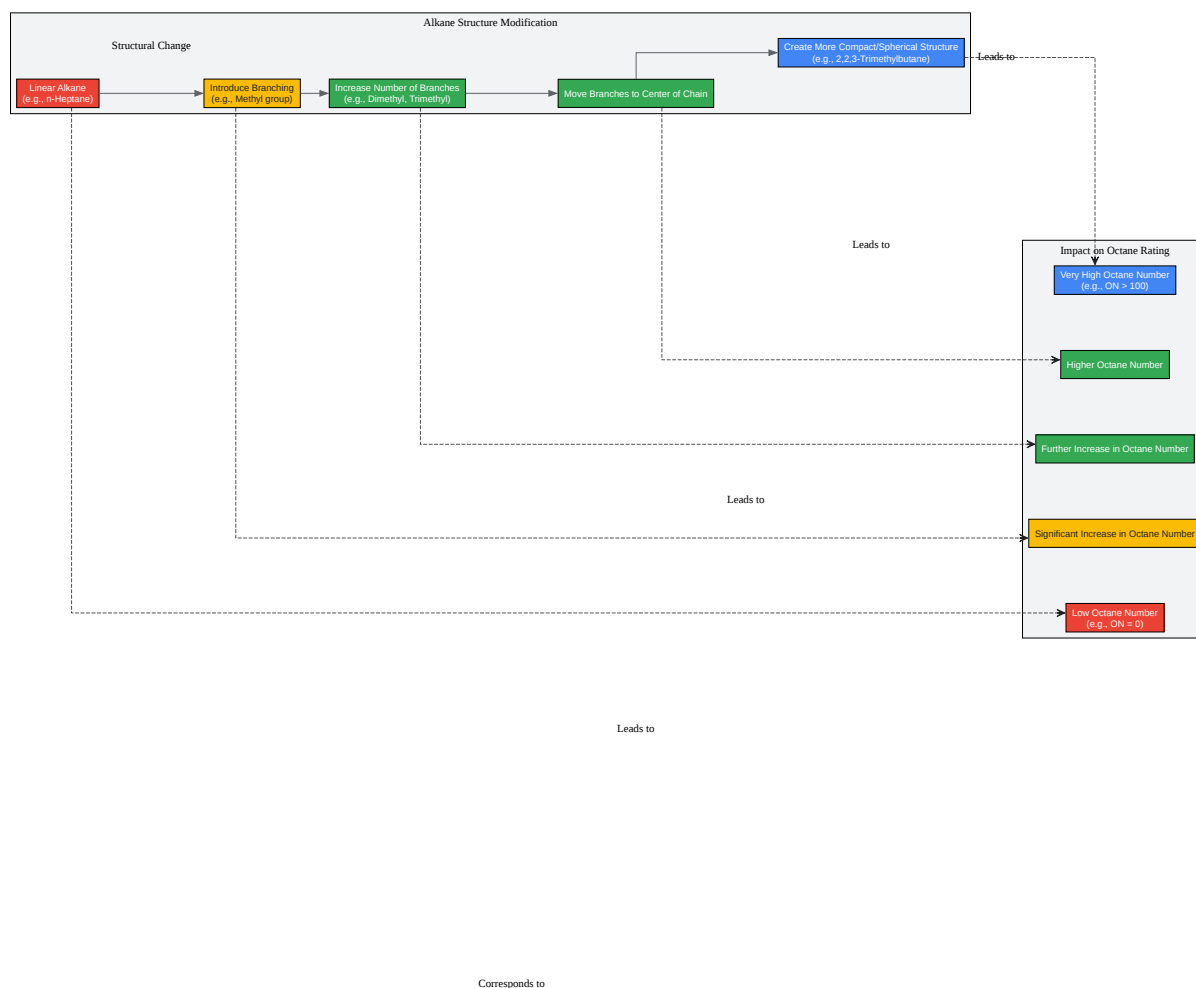 Alkane Structure Modification
Structural Change
Create More Compact/Spherical Structure
(e.g., 2,2,3-Trimethylbutane)
Leads to
Linear Alkane
(e.g., n-Heptane)
Introduce Branching
(e.g., Methyl group)
Increase Number of Branches
(e.g., Dimethyl, Trimethyl)
Move Branches to Center of Chain
Leads to
Impact on Octane Rating
Very High Octane Number
(e.g., ON > 100)
Higher Octane Number
Further Increase in Octane Number
Leads to
Significant Increase in Octane Number
Low Octane Number
(e.g., ON = 0)
Leads to
Corresponds to